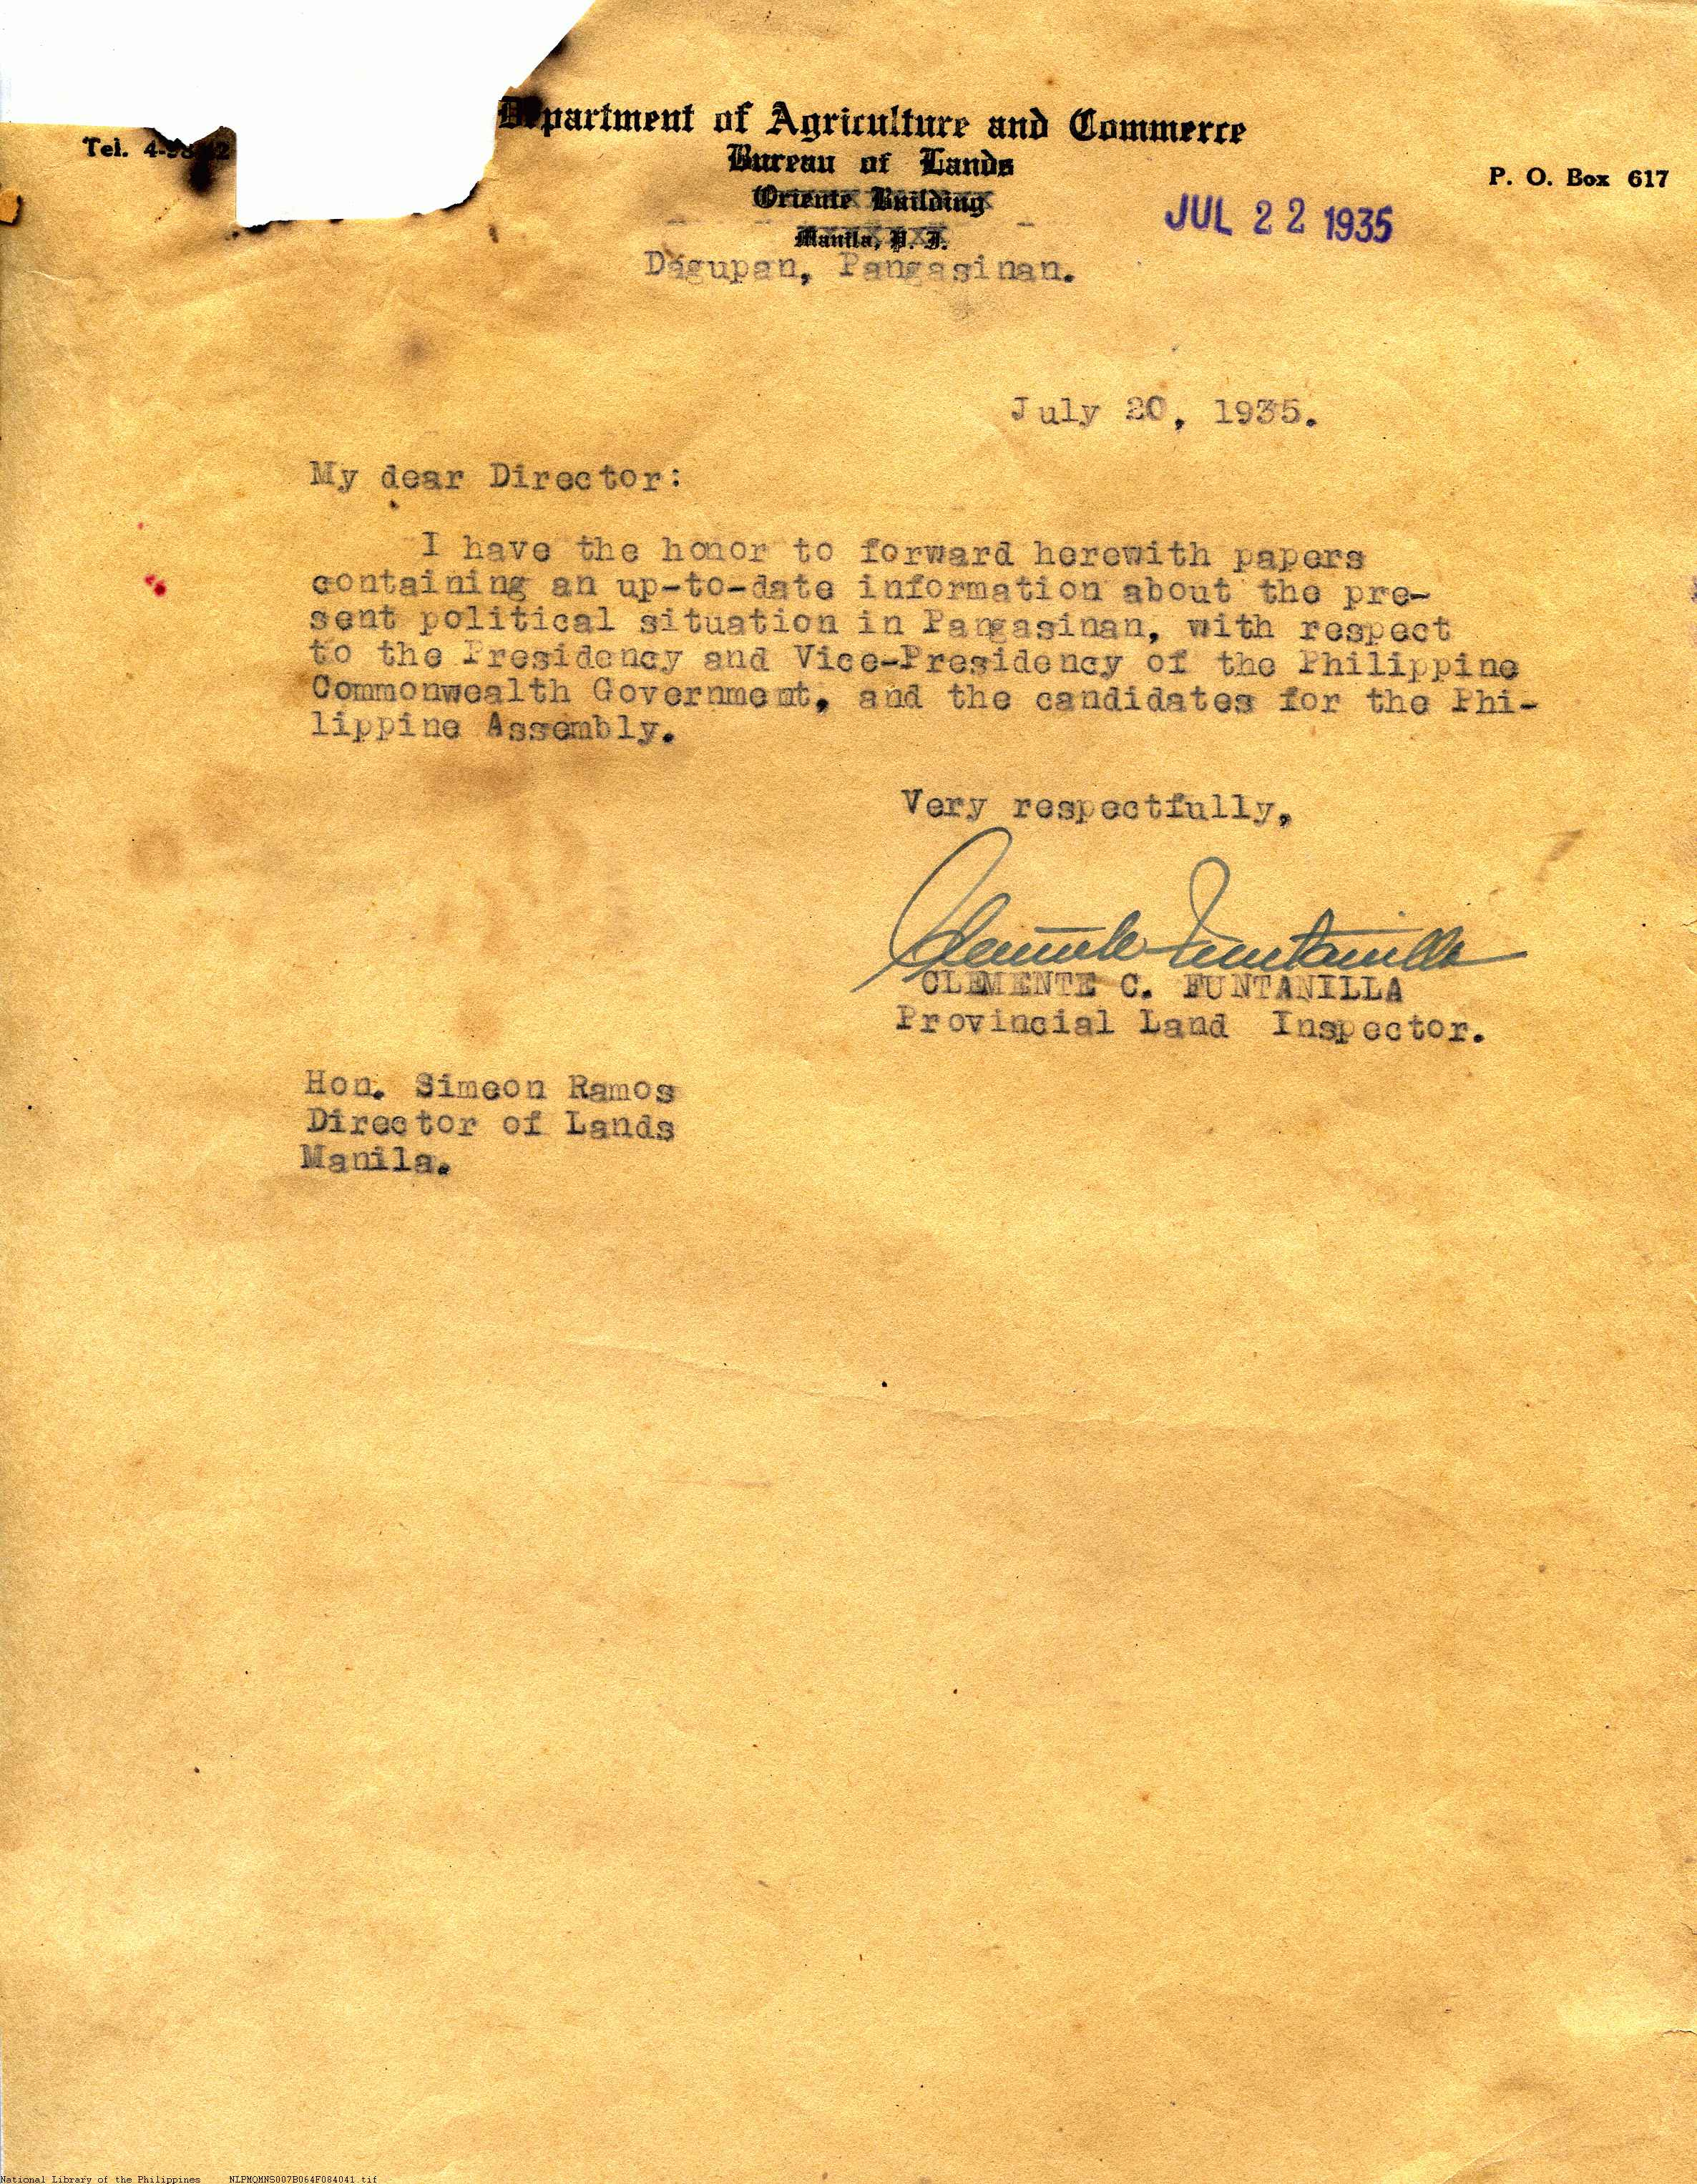 Department of Agriculture and Commerce
Bureau of Lands
Oriente Building
Manila, P. I.
Tel.
P. O. Box 617
JUL 22 1935
Dagupan, Pangasinan.
July 20, 1935.
My dear Director:
I have the honor to forward herewith papers
containing an up-to-date information about the pre-
sent political situation in Pangasinan, with respect
to the Presidency and Vice-Presidency of the Philippine
Commonwealth Government, and the candidates for the Phi-
lippine Assembly.
Very respectfully,
Clemente Funtanilla
CLEMENTE C. FUNTANILLA
Provincial Land Inspector.
Hon. Simeon Ramos
Director of Lands
Manila.
National Library of the Philippines NLPMQMNS007B064F084041.tif